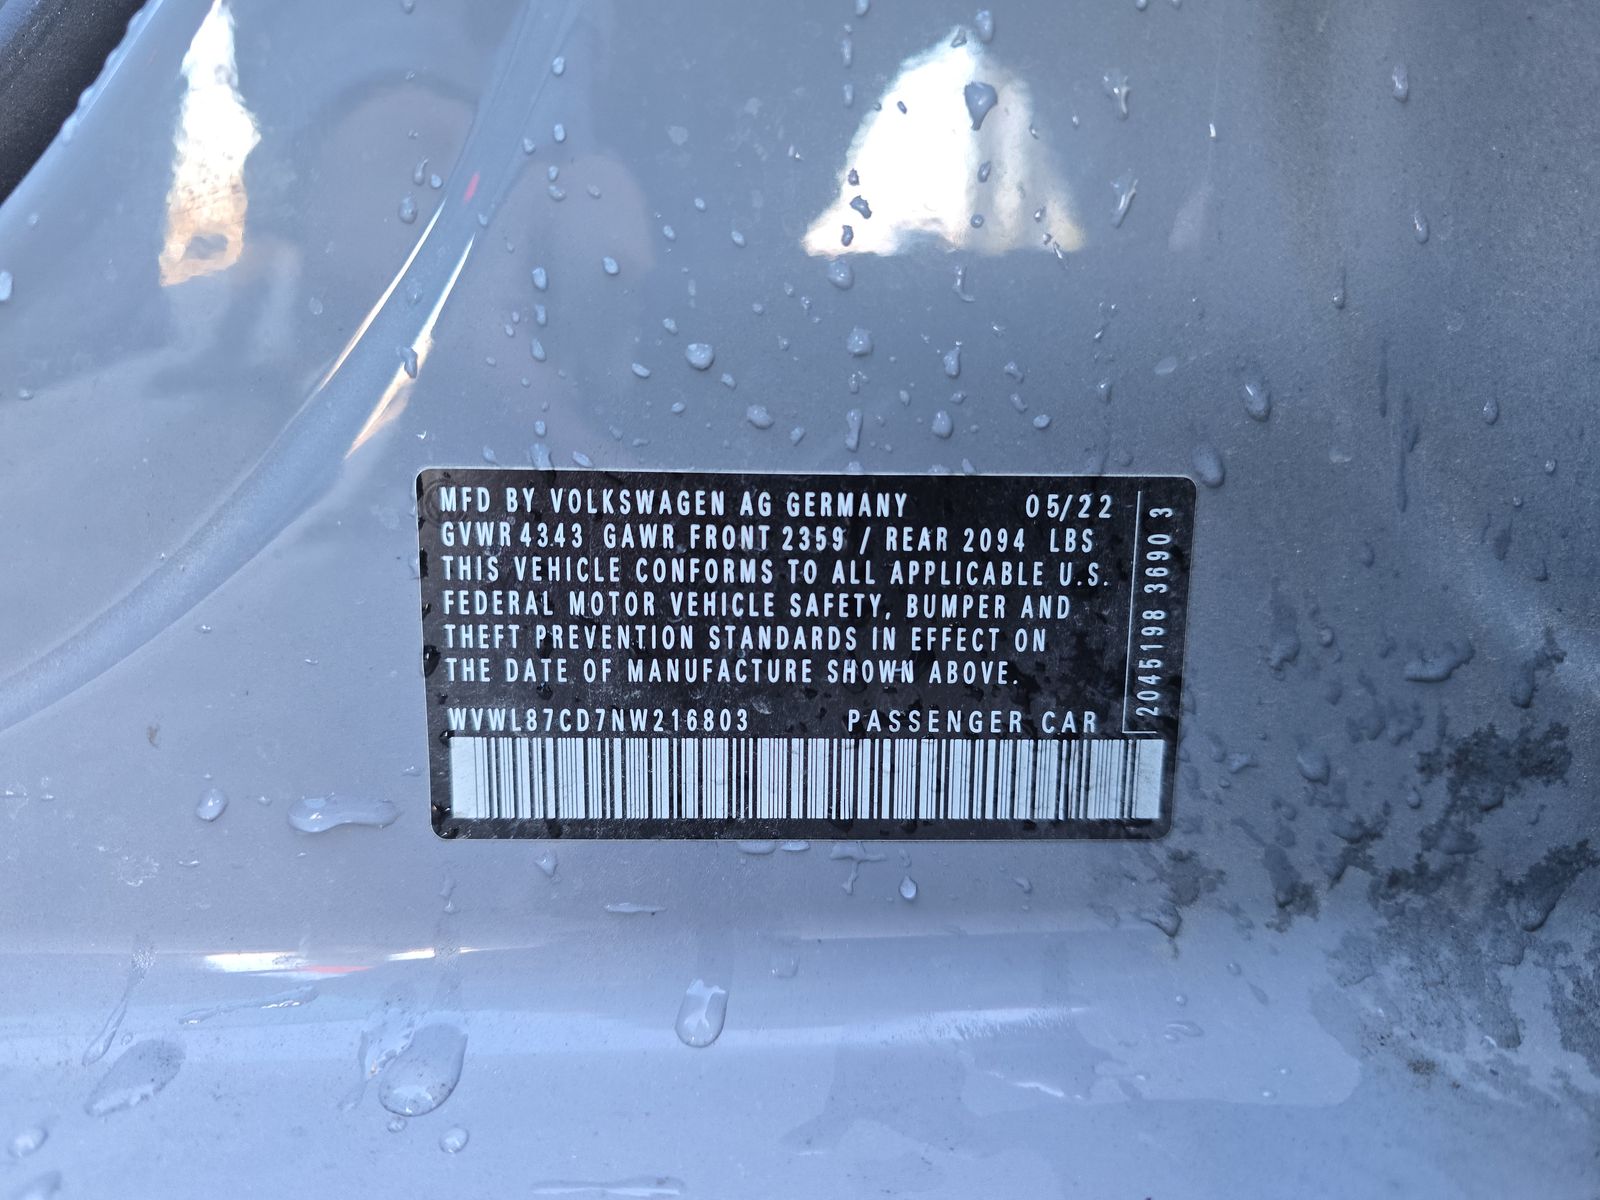 MFD BY VOLKSWAGEN AG GERMANY 05/22
GVWR 4343 GAWR FRONT 2359 / REAR 2094 LBS
THIS VEHICLE CONFORMS TO ALL APPLICABLE U.S.
FEDERAL MOTOR VEHICLE SAFETY, BUMPER AND
THEFT PREVENTION STANDARDS IN EFFECT ON
THE DATE OF MANUFACTURE SHOWN ABOVE.
WVWL87CD7NW216803 PASSENGER CAR
2045198 3690 3